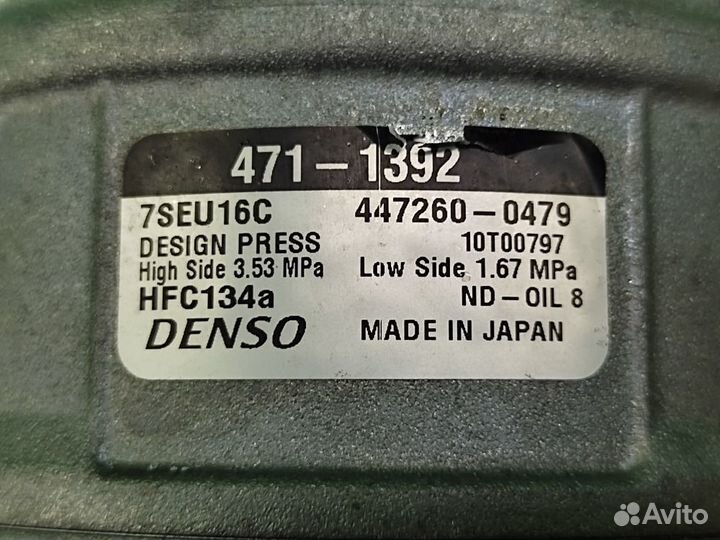 471-1392
7SEU16C 447260-0479
DESIGN PRESS 10T00797
High Side 3.53 MPa Low Side 1.67 MPa
HFC134a ND-OIL 8
DENSO MADE IN JAPAN
Avito